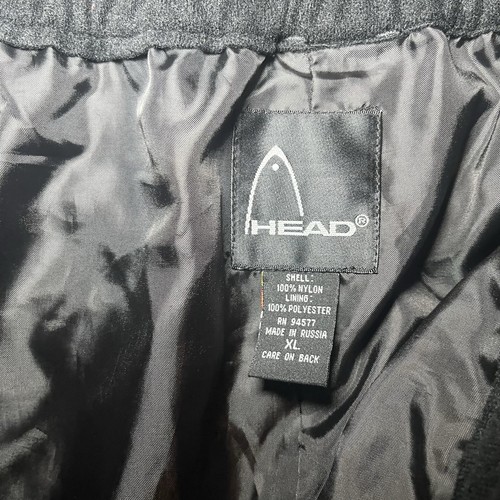 HEAD®
SHELL:
100% NYLON
LINING:
100% POLYESTER
RN 94577
MADE IN RUSSIA
XL
CARE ON BACK